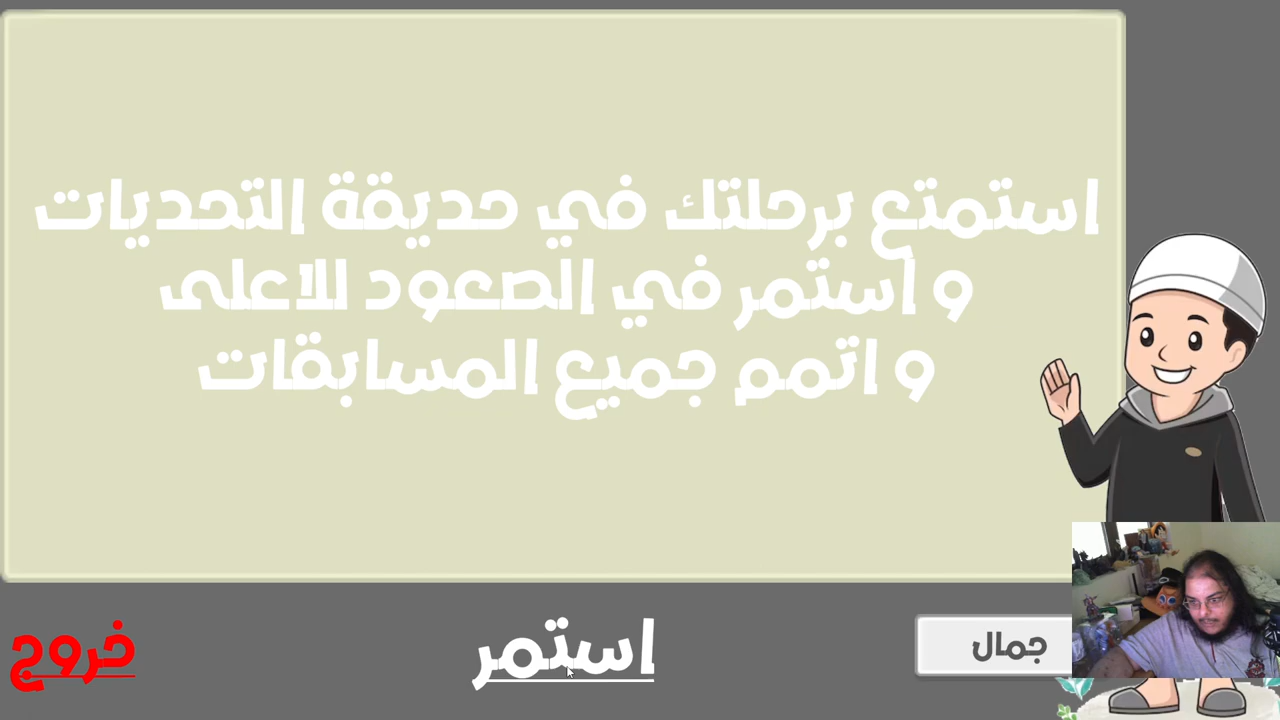 استمتع برحلتك في حديقة التحديات
و استمر في الصعود للاعلى
و اتمم جميع المسابقات
جمال
استمر
خروج